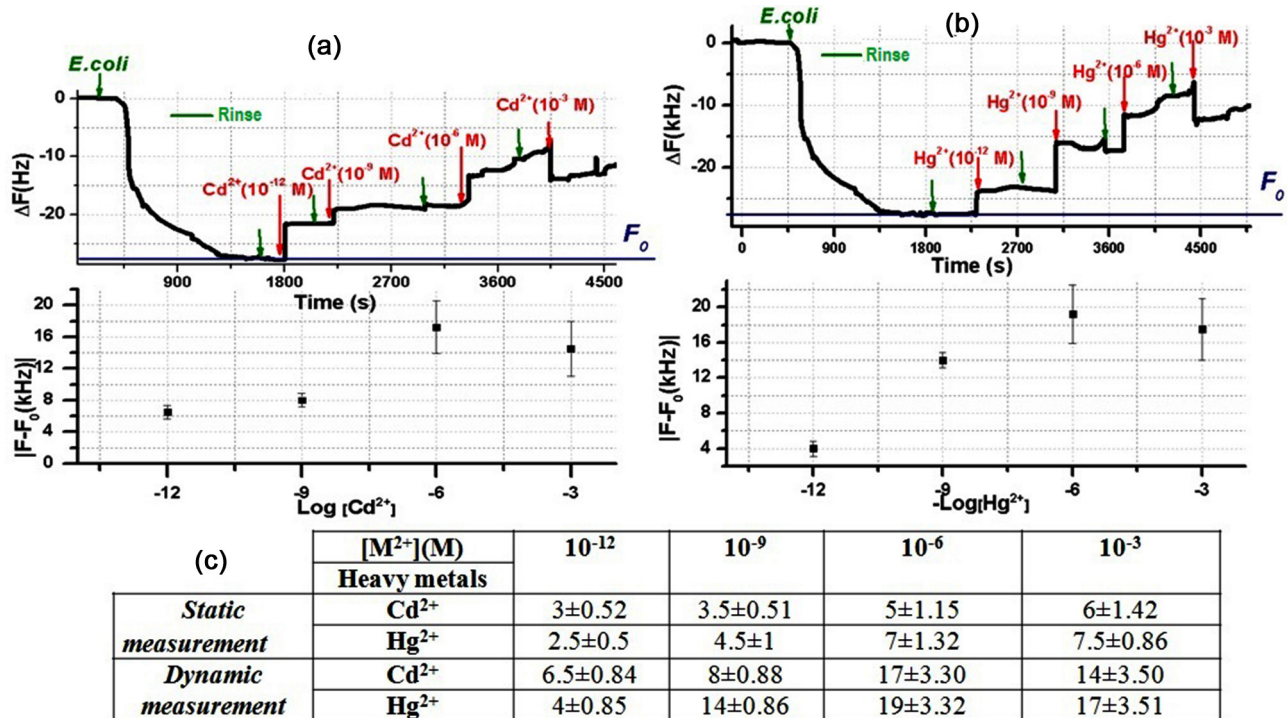 (a)
E.coli
Rinse
Cd²⁺(10⁻¹² M)
Cd²⁺(10⁻⁹ M)
Cd²⁺(10⁻⁶ M)
Cd²⁺(10⁻³ M)
ΔF(Hz)
0
-10
-20
F₀
900 1800 2700 3600 4500
Time (s)
|F-F₀(kHz)|
20
16
12
8
4
0
-12 -9 -6 -3
Log [Cd²⁺]
(b)
E.coli
Rinse
Hg²⁺(10⁻¹² M)
Hg²⁺(10⁻⁹ M)
Hg²⁺(10⁻⁶ M)
Hg²⁺(10⁻³ M)
ΔF(kHz)
0
-10
-20
F₀
0 900 1800 2700 3600 4500
Time (s)
|F-F₀(kHz)|
20
16
12
8
4
-12 -9 -6 -3
-Log[Hg²⁺]
(c)
[M²⁺](M) 10⁻¹² 10⁻⁹ 10⁻⁶ 10⁻³
Heavy metals
Static measurement
Cd²⁺ 3±0.52 3.5±0.51 5±1.15 6±1.42
Hg²⁺ 2.5±0.5 4.5±1 7±1.32 7.5±0.86
Dynamic measurement
Cd²⁺ 6.5±0.84 8±0.88 17±3.30 14±3.50
Hg²⁺ 4±0.85 14±0.86 19±3.32 17±3.51